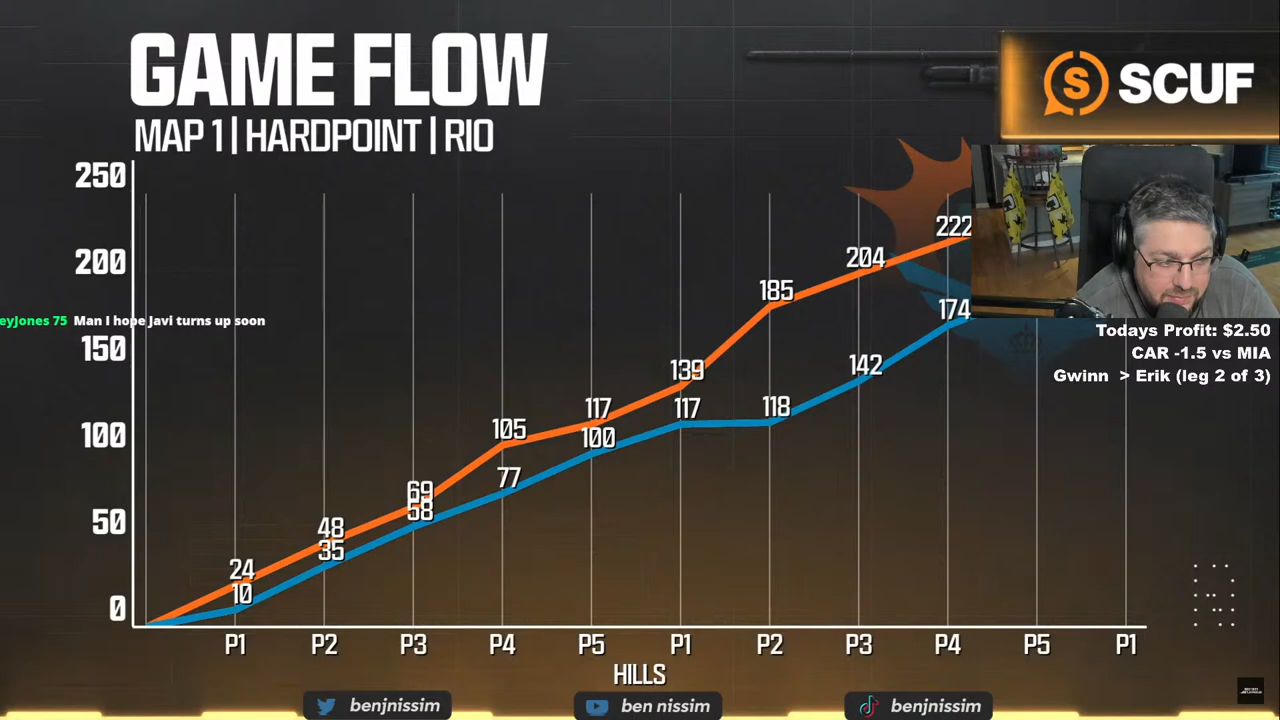 GAME FLOW
MAP 1 | HARDPOINT | RIO
S SCUF
250
200
150
100
50
0
24
48
69
105
117
139
185
204
222
10
35
58
77
100
117
118
142
174
eyJones 75 Man I hope Javi turns up soon
Todays Profit: $2.50
CAR -1.5 vs MIA
Gwinn > Erik (leg 2 of 3)
P1 P2 P3 P4 P5 P1 P2 P3 P4 P5 P1
HILLS
benjnissim
ben nissim
benjnissim